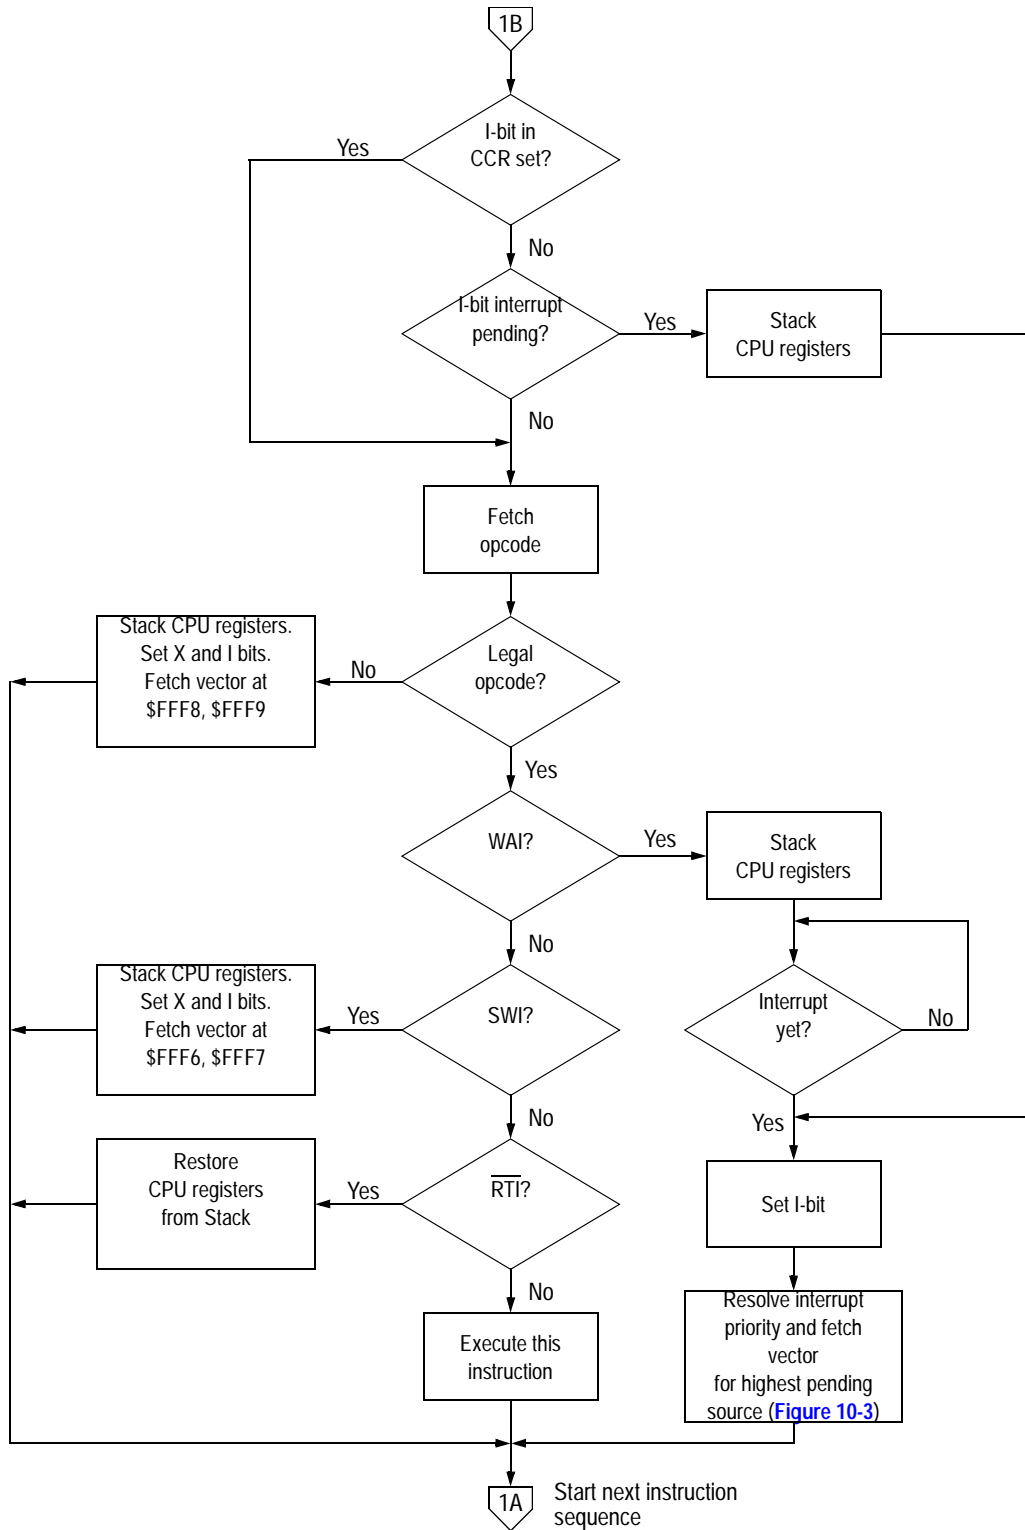 1B
I-bit in
CCR set?
Yes
No
I-bit interrupt
pending?
Yes
Stack
CPU registers
No
Fetch
opcode
Stack CPU registers.
Set X and I bits.
Fetch vector at
$FFF8, $FFF9
No
Legal
opcode?
Yes
WAI?
Yes
Stack
CPU registers
No
Stack CPU registers.
Set X and I bits.
Fetch vector at
$FFF6, $FFF7
Yes
SWI?
Interrupt
yet?
No
No
Yes
Restore
CPU registers
from Stack
Yes
RTI?
Set I-bit
No
Execute this
instruction
Resolve interrupt
priority and fetch
vector
for highest pending
source (Figure 10-3)
1A
Start next instruction
sequence